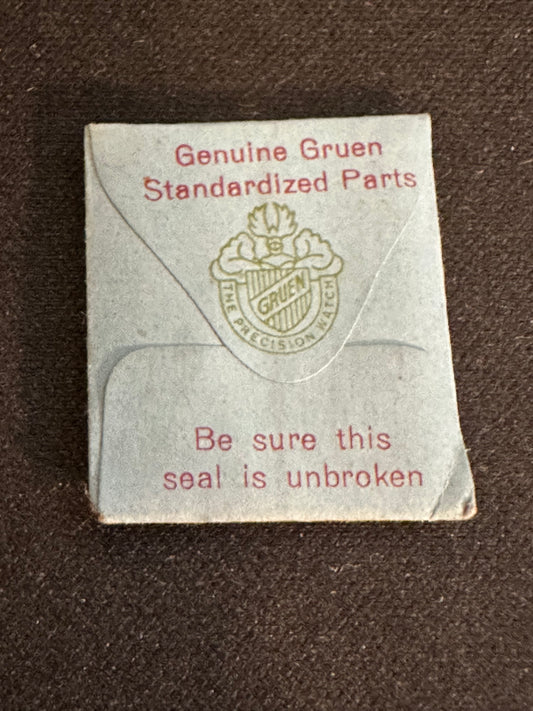 Genuine Gruen
Standardized Parts
GRUEN
THE PRECISION WATCH
Be sure this
seal is unbroken